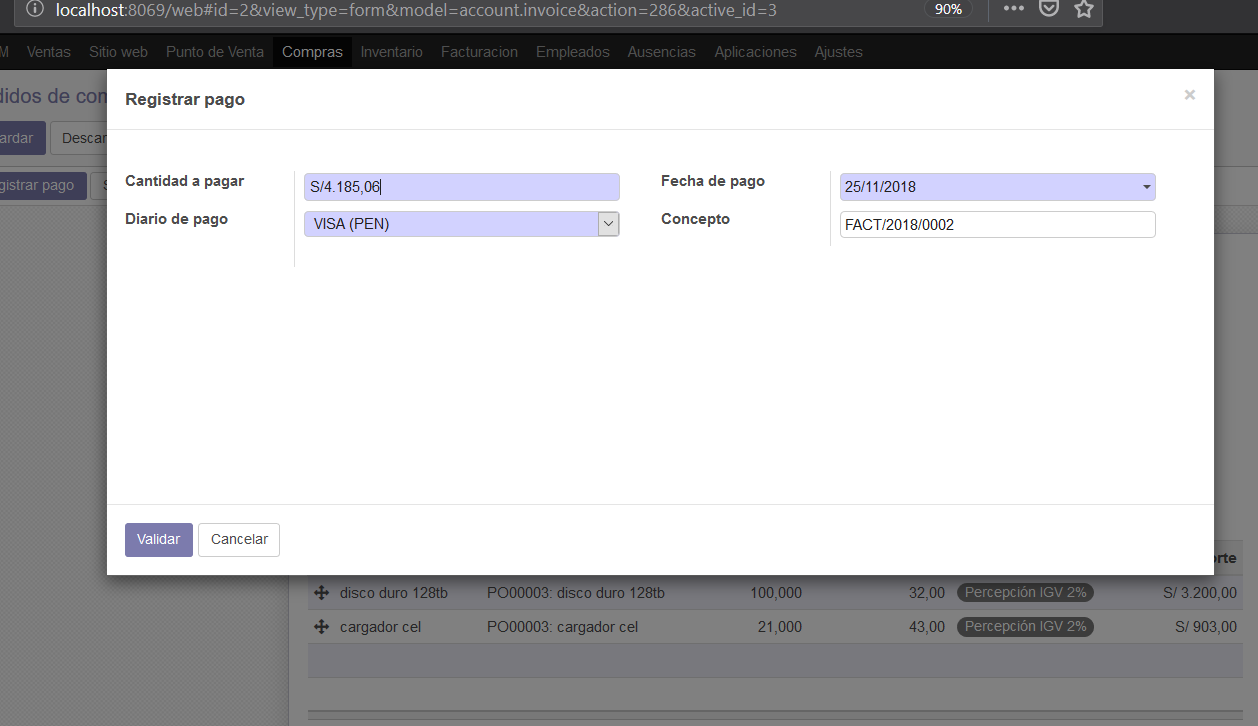 localhost:8069/web#id=2&view_type=form&model=account.invoice&action=286&active_id=3 90%
M Ventas Sitio web Punto de Venta Compras Inventario Facturacion Empleados Ausencias Aplicaciones Ajustes
didos de con
Registrar pago ×
ardar Descar
gistrar pago
Cantidad a pagar S/4.185,06 Fecha de pago 25/11/2018
Diario de pago VISA (PEN) Concepto FACT/2018/0002
Validar Cancelar
orte
disco duro 128tb PO00003: disco duro 128tb 100,000 32,00 Percepción IGV 2% S/ 3.200,00
cargador cel PO00003: cargador cel 21,000 43,00 Percepción IGV 2% S/ 903,00